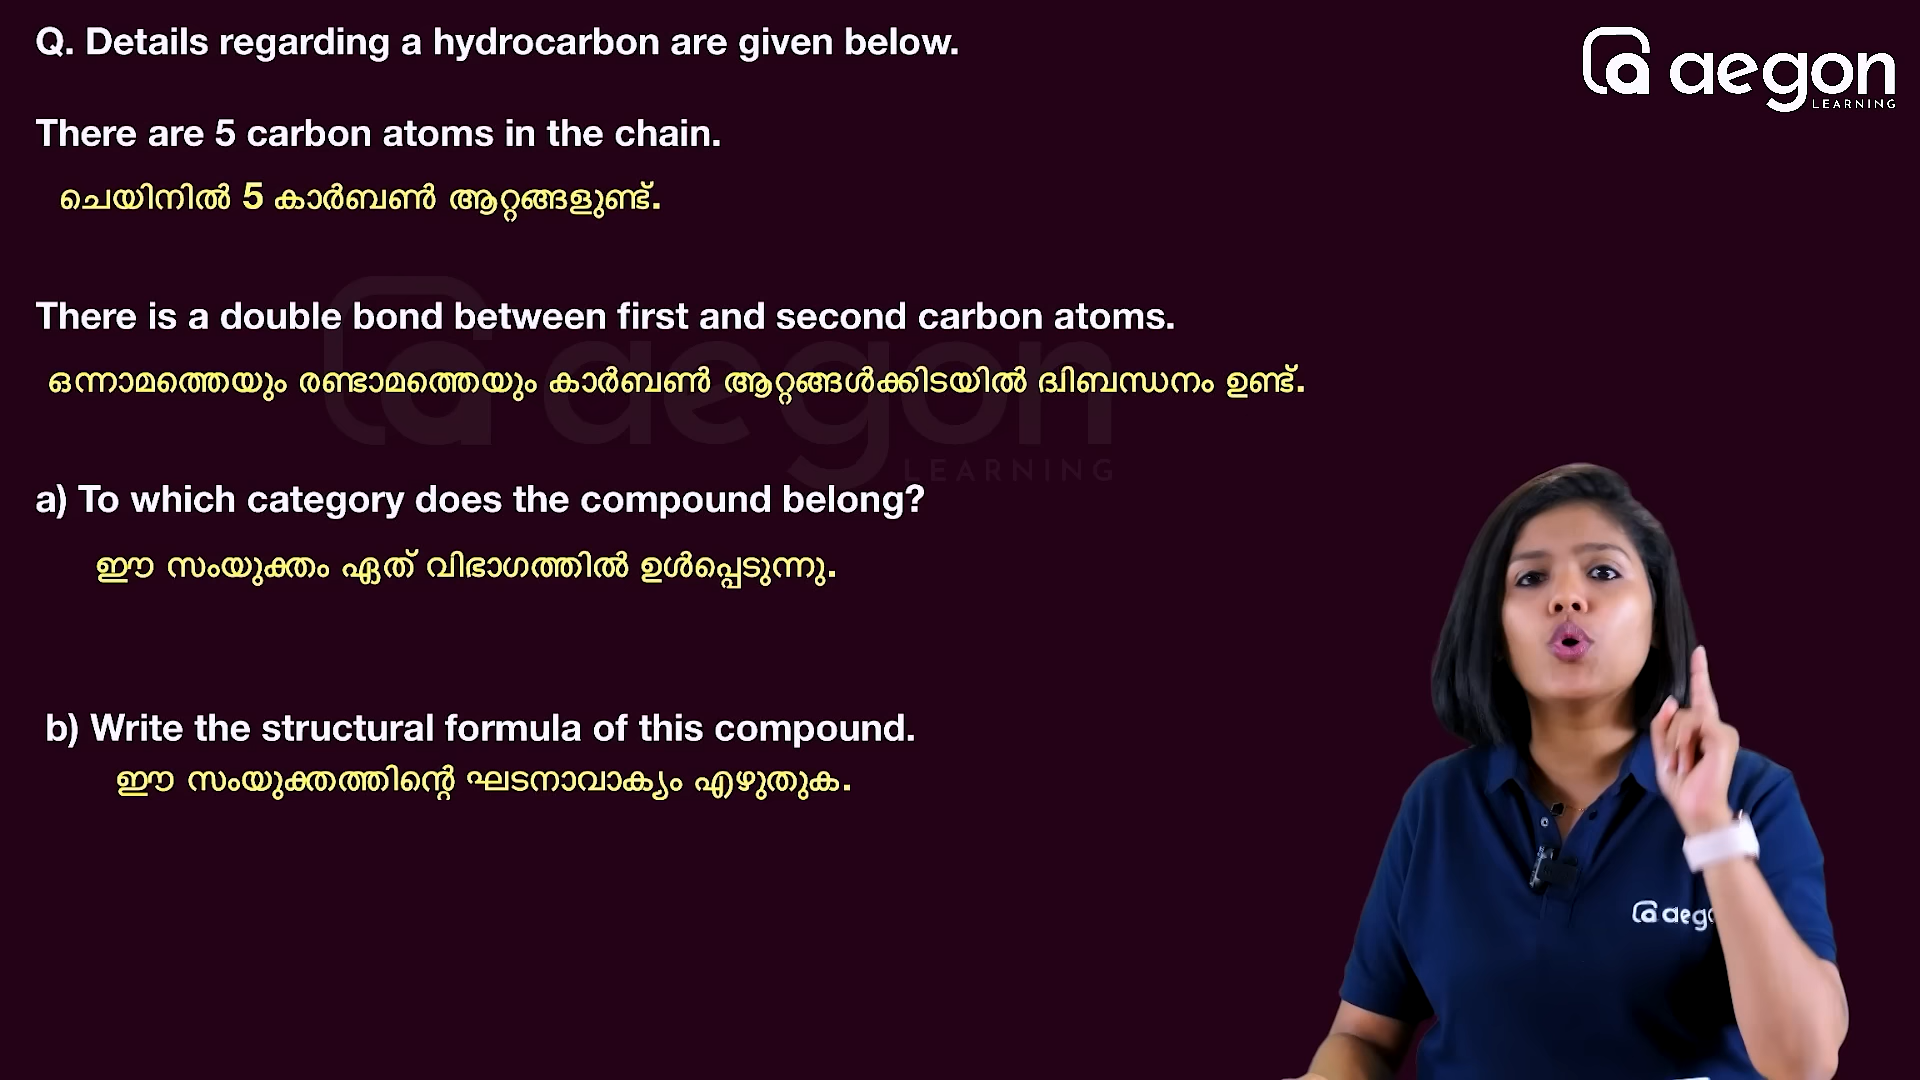 Q. Details regarding a hydrocarbon are given below.
aegon
LEARNING
There are 5 carbon atoms in the chain.
ചെയിനിൽ 5 കാർബൺ ആറ്റങ്ങളുണ്ട്.
There is a double bond between first and second carbon atoms.
ഒന്നാമത്തെയും രണ്ടാമത്തെയും കാർബൺ ആറ്റങ്ങൾക്കിടയിൽ ദ്വിബന്ധനം ഉണ്ട്.
aegon
LEARNING
a) To which category does the compound belong?
ഈ സംയുക്തം ഏത് വിഭാഗത്തിൽ ഉൾപ്പെടുന്നു.
b) Write the structural formula of this compound.
ഈ സംയുക്തത്തിന്റെ ഘടനാവാക്യം എഴുതുക.
aego